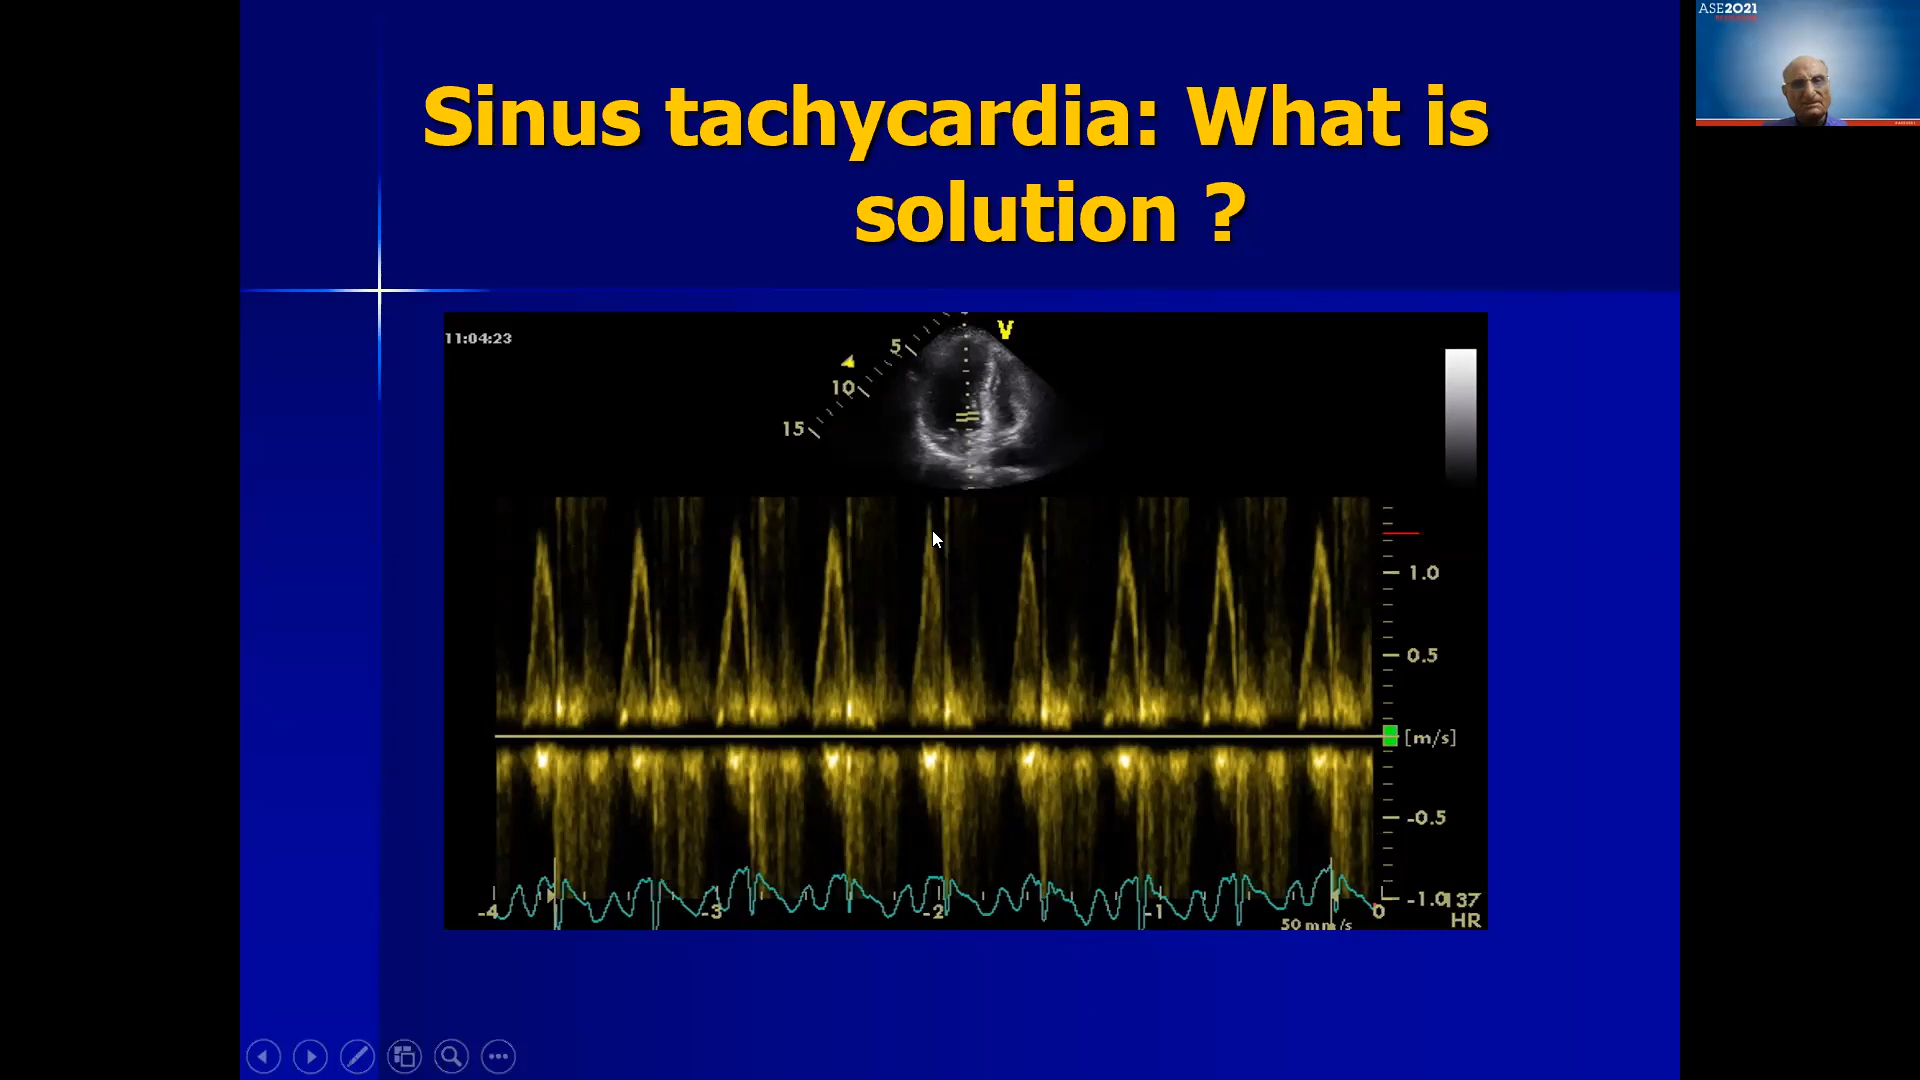 ASE2021
Sinus tachycardia: What is
solution ?
11:04:23
V
5
10
15
1.0
0.5
[m/s]
-0.5
-1.0
137
HR
-4
-3
-2
-1
0
50 mm/s